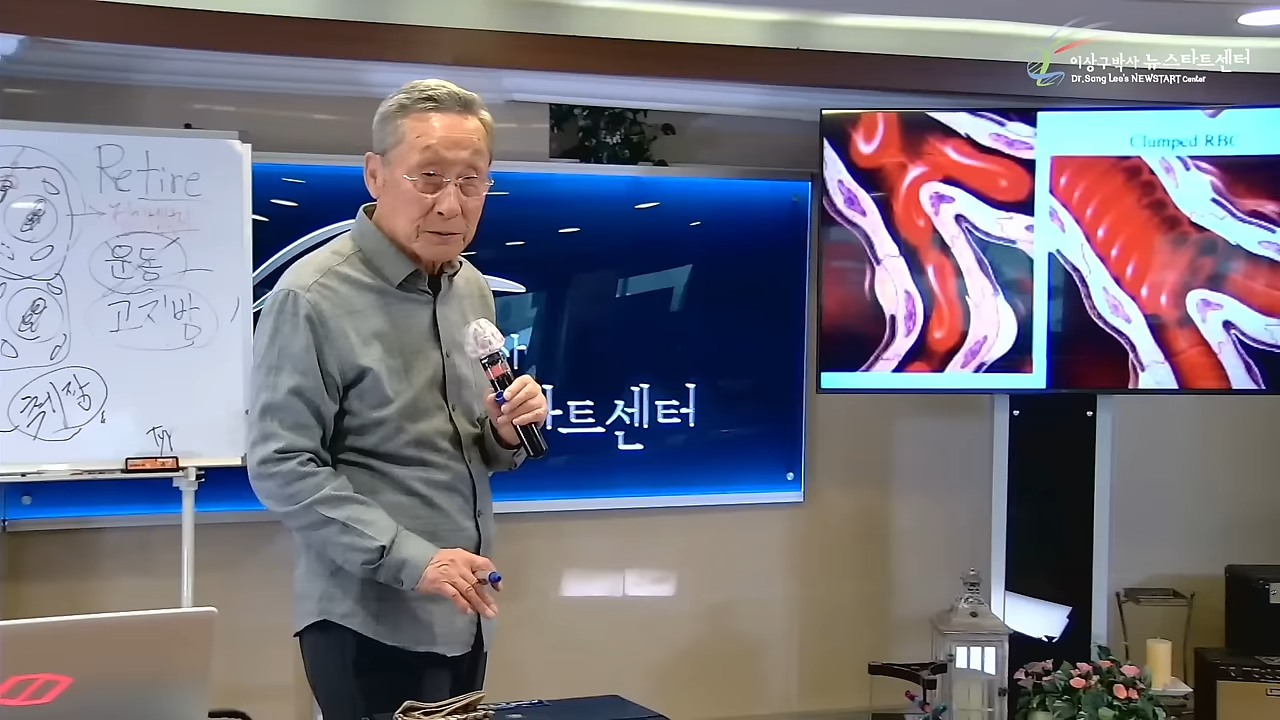 이상구박사 뉴스타트센터
Dr. Sang Lee's NEWSTART Center
Retire
운동
고지방
췌장
Clumped RBC
타트센터